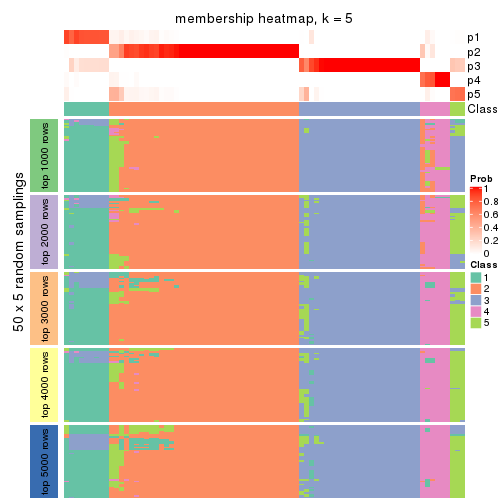 membership heatmap, k = 5
p1
p2
p3
p4
p5
Class
50 x 5 random samplings
top 1000 rows
top 2000 rows
top 3000 rows
top 4000 rows
top 5000 rows
Prob
1
0.8
0.6
0.4
0.2
0
Class
1
2
3
4
5